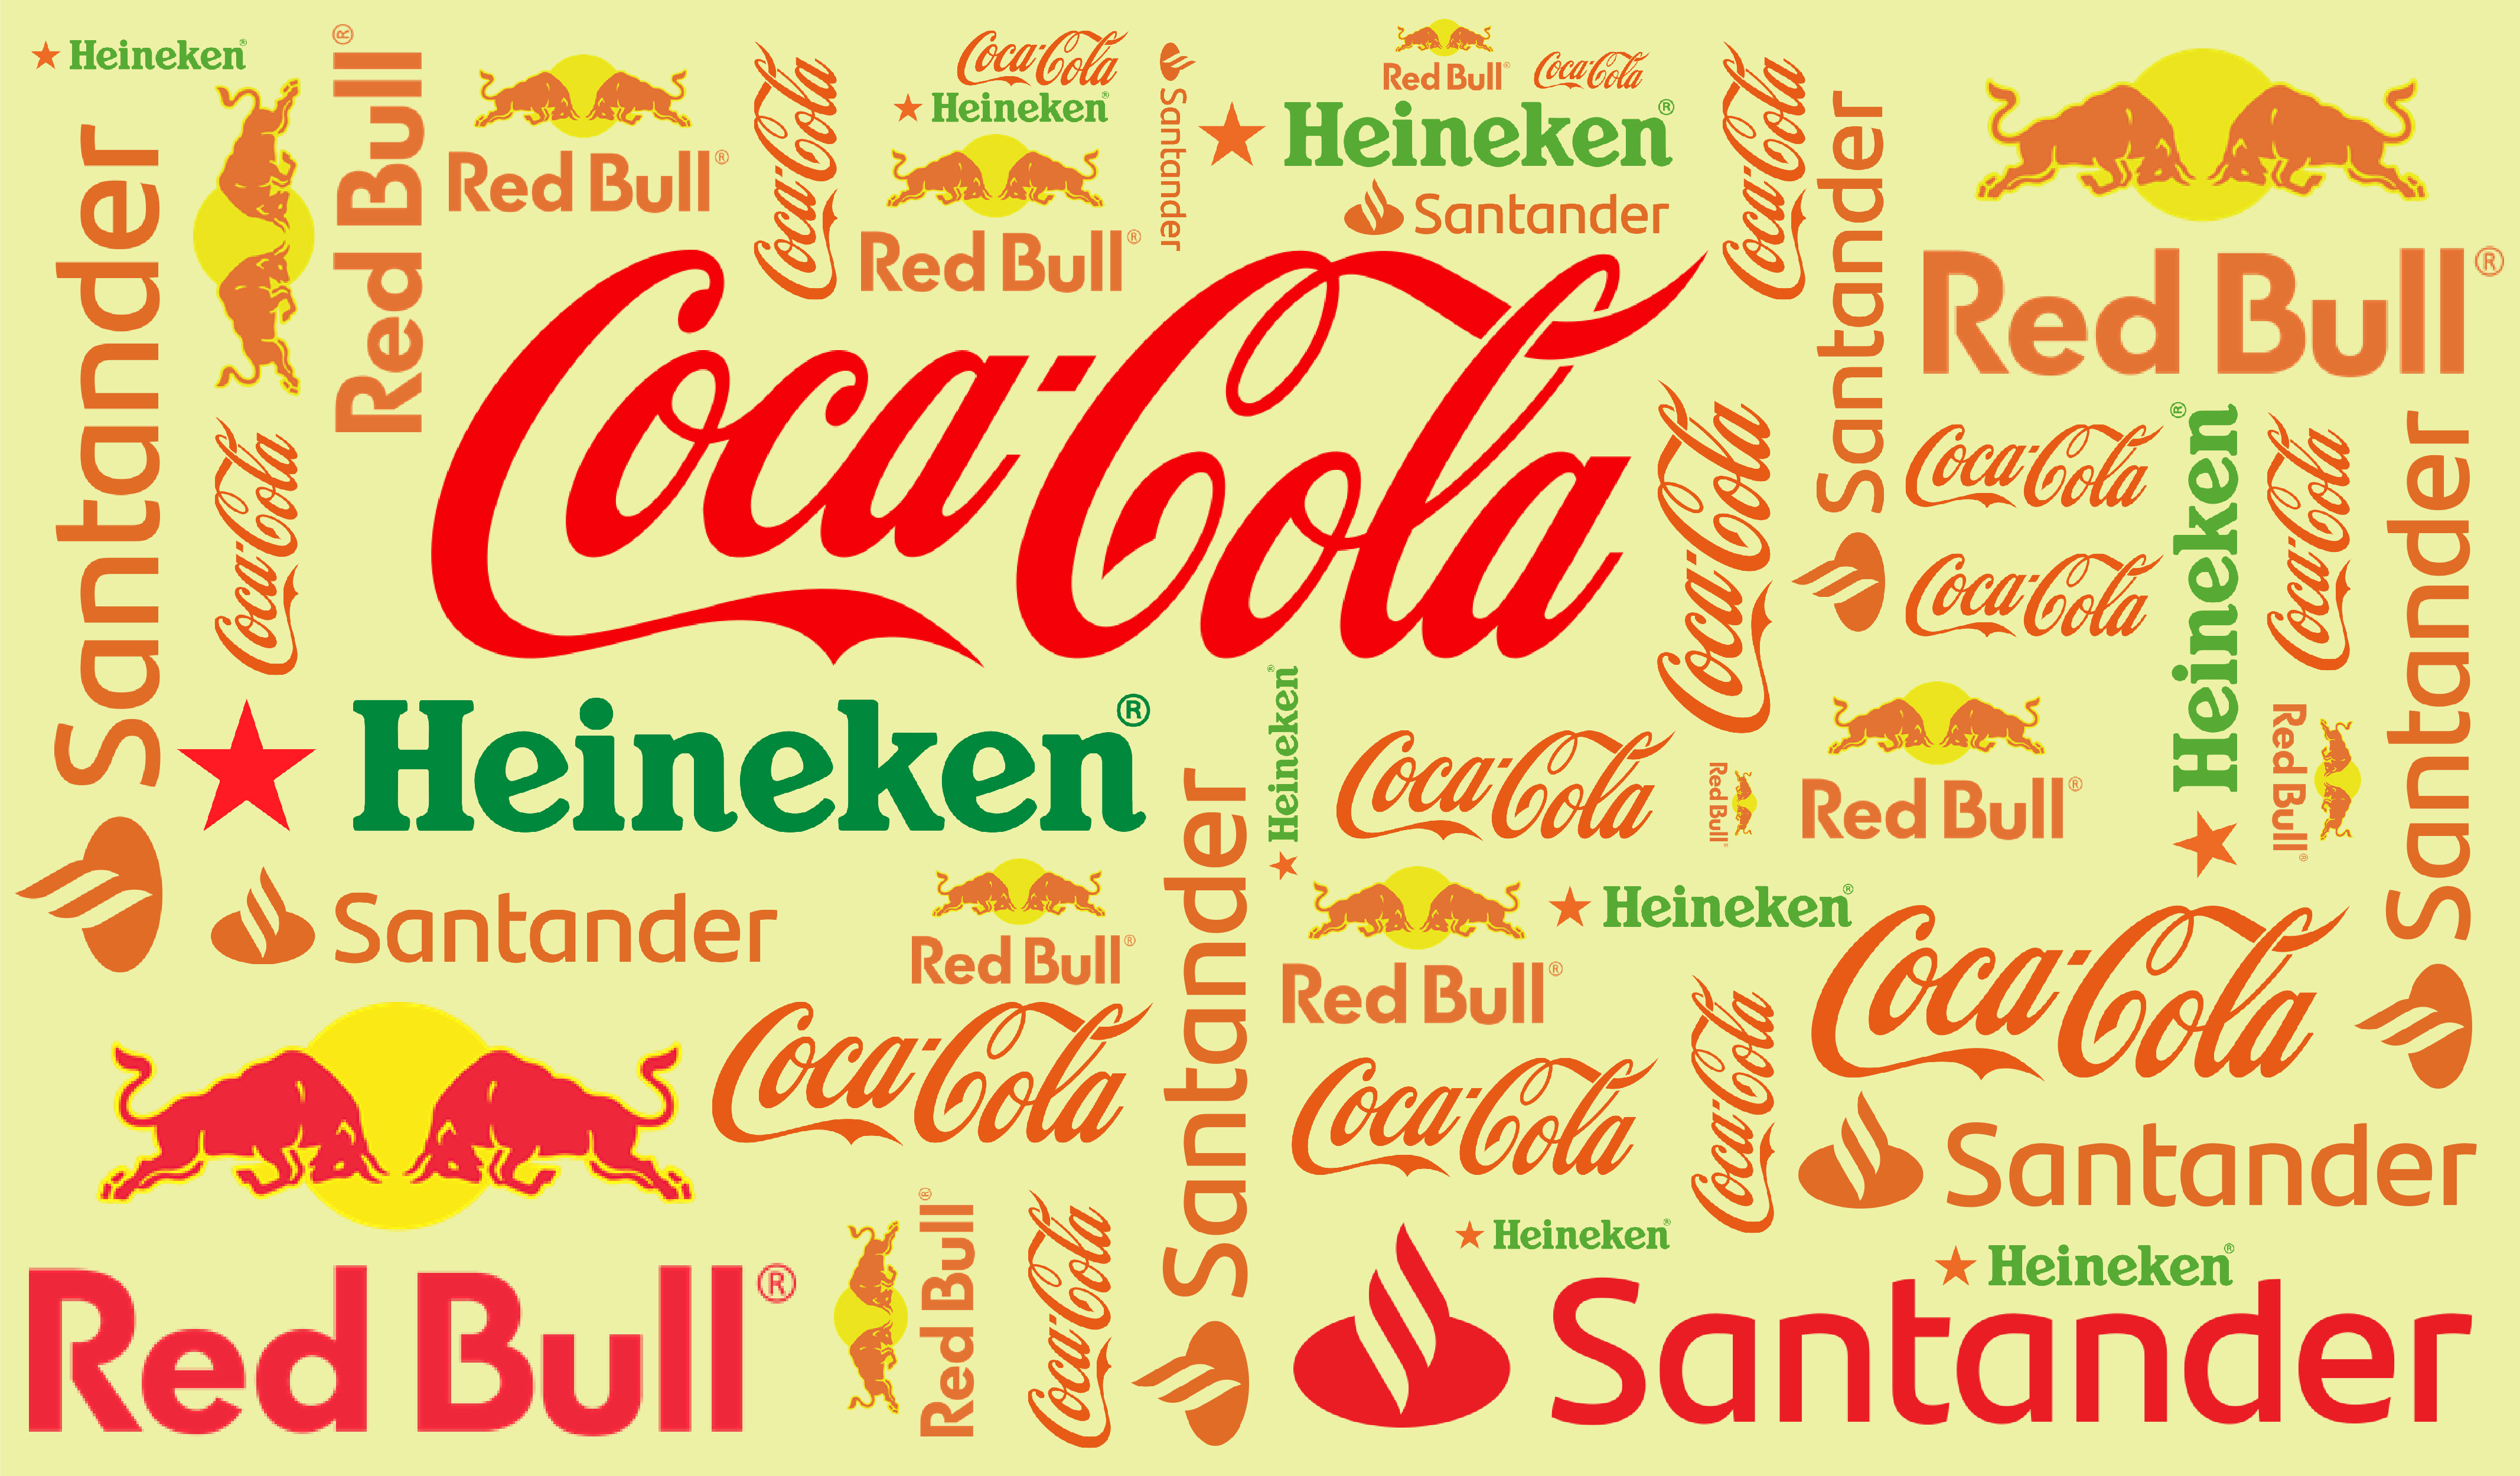 ★ Heineken®
Santander
Red Bull®
Red Bull®
Coca-Cola
Coca-Cola
★ Heineken®
Red Bull®
Santander
Red Bull®
Coca-Cola
★ Heineken®
Santander
Coca-Cola
Santander
Red Bull®
Coca-Cola
Coca-Cola
Coca-Cola
Coca-Cola
Coca-Cola
★ Heineken®
Coca-Cola
Santander
★ Heineken®
★ Heineken®
Coca-Cola
Red Bull®
Red Bull®
Red Bull®
Santander
Red Bull®
Santander
Red Bull®
★ Heineken®
Coca-Cola
Coca-Cola
Coca-Cola
Coca-Cola
Santander
Red Bull®
Red Bull®
Coca-Cola
★ Heineken®
★ Heineken®
Santander